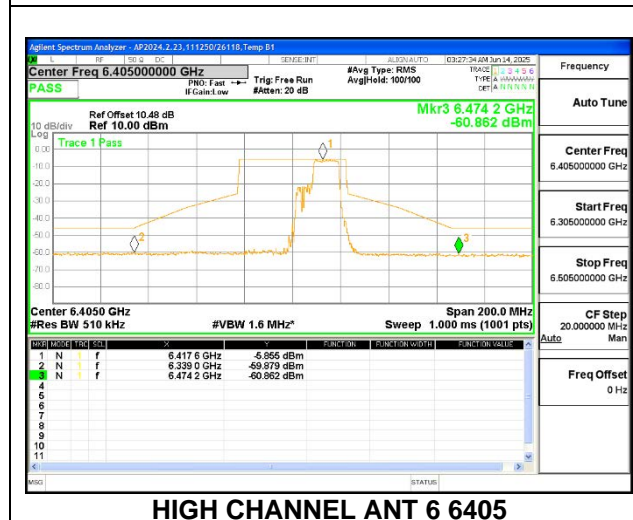 Agilent Spectrum Analyzer - AP2024.2.23,111250/26118,Temp B1
L RF 50 Ω DC SENSE:INT ALIGN AUTO 03:27:34 AM Jun 14, 2025
Center Freq 6.405000000 GHz #Avg Type: RMS TRACE 1 2 3 4 5 6
PASS PNO: Fast Trig: Free Run Avg|Hold: 100/100 TYPE A
IFGain:Low #Atten: 20 dB DET A N N N N N
Mkr3 6.474 2 GHz
-60.862 dBm
Ref Offset 10.48 dB
10 dB/div Ref 10.00 dBm
Log
Trace 1 Pass
0.00
-10.0
-20.0
-30.0
-40.0
-50.0
-60.0
-70.0
-80.0
1
2
3
Center 6.4050 GHz Span 200.0 MHz
#Res BW 510 kHz #VBW 1.6 MHz* Sweep 1.000 ms (1001 pts)
MKR MODE TRC SCL X Y FUNCTION FUNCTION WIDTH FUNCTION VALUE
1 N 1 f 6.417 6 GHz -5.855 dBm
2 N 1 f 6.339 0 GHz -59.879 dBm
3 N 1 f 6.474 2 GHz -60.862 dBm
4
5
6
7
8
9
10
11
MSG STATUS
Frequency
Auto Tune
Center Freq
6.405000000 GHz
Start Freq
6.305000000 GHz
Stop Freq
6.505000000 GHz
CF Step
20.000000 MHz
Auto Man
Freq Offset
0 Hz
HIGH CHANNEL ANT 6 6405